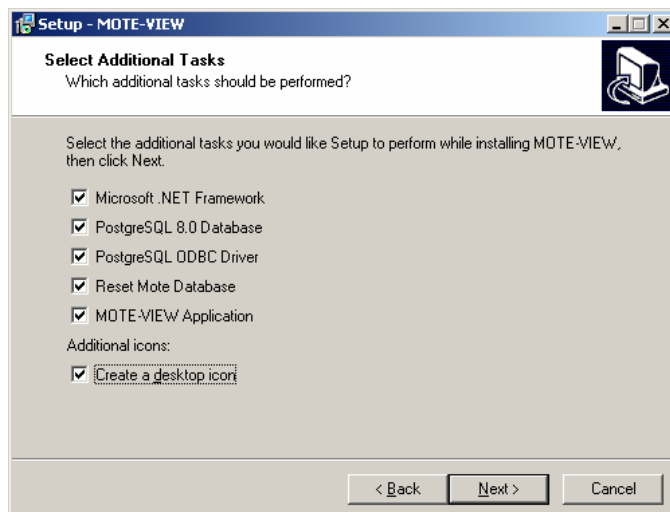 Setup - MOTE-VIEW
Select Additional Tasks
Which additional tasks should be performed?
Select the additional tasks you would like Setup to perform while installing MOTE-VIEW,
then click Next.
Microsoft .NET Framework
PostgreSQL 8.0 Database
PostgreSQL ODBC Driver
Reset Mote Database
MOTE-VIEW Application
Additional icons:
Create a desktop icon
< Back
Next >
Cancel